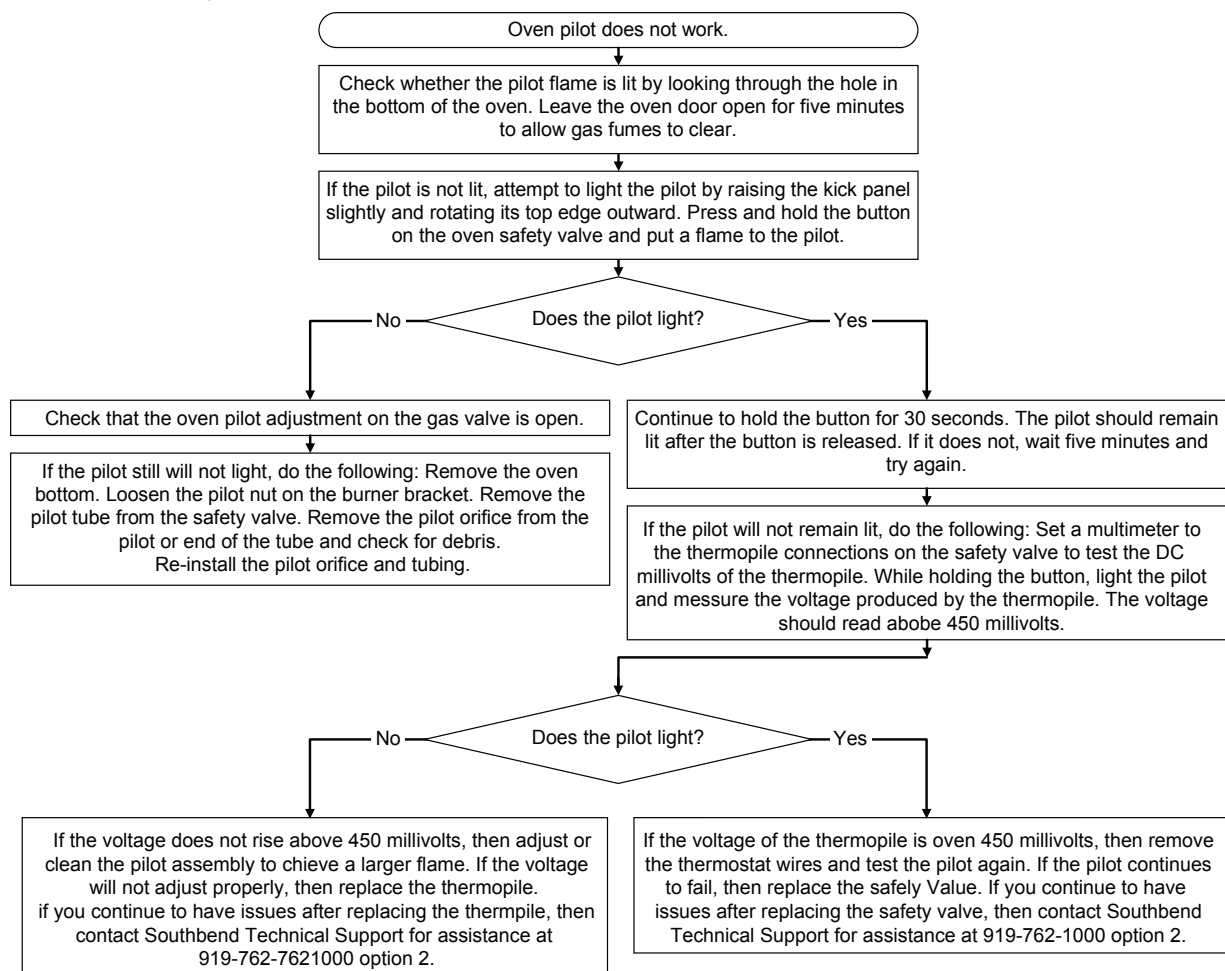 Oven pilot does not work.
Check whether the pilot flame is lit by looking through the hole in
the bottom of the oven. Leave the oven door open for five minutes
to allow gas fumes to clear.
If the pilot is not lit, attempt to light the pilot by raising the kick panel
slightly and rotating its top edge outward. Press and hold the button
on the oven safety valve and put a flame to the pilot.
Does the pilot light?
No
Yes
Check that the oven pilot adjustment on the gas valve is open.
If the pilot still will not light, do the following: Remove the oven
bottom. Loosen the pilot nut on the burner bracket. Remove the
pilot tube from the safety valve. Remove the pilot orifice from the
pilot or end of the tube and check for debris.
Re-install the pilot orifice and tubing.
Continue to hold the button for 30 seconds. The pilot should remain
lit after the button is released. If it does not, wait five minutes and
try again.
If the pilot will not remain lit, do the following: Set a multimeter to
the thermopile connections on the safety valve to test the DC
millivolts of the thermopile. While holding the button, light the pilot
and messure the voltage produced by the thermopile. The voltage
should read abobe 450 millivolts.
Does the pilot light?
No
Yes
If the voltage does not rise above 450 millivolts, then adjust or
clean the pilot assembly to chieve a larger flame. If the voltage
will not adjust properly, then replace the thermopile.
if you continue to have issues after replacing the thermpile, then
contact Southbend Technical Support for assistance at
919-762-7621000 option 2.
If the voltage of the thermopile is oven 450 millivolts, then remove
the thermostat wires and test the pilot again. If the pilot continues
to fail, then replace the safely Value. If you continue to have
issues after replacing the safety valve, then contact Southbend
Technical Support for assistance at 919-762-1000 option 2.